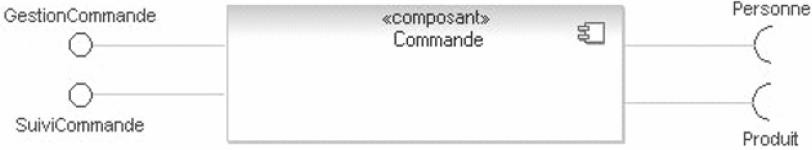 GestionCommande
SuiviCommande
«composant»
Commande
Personne
Produit